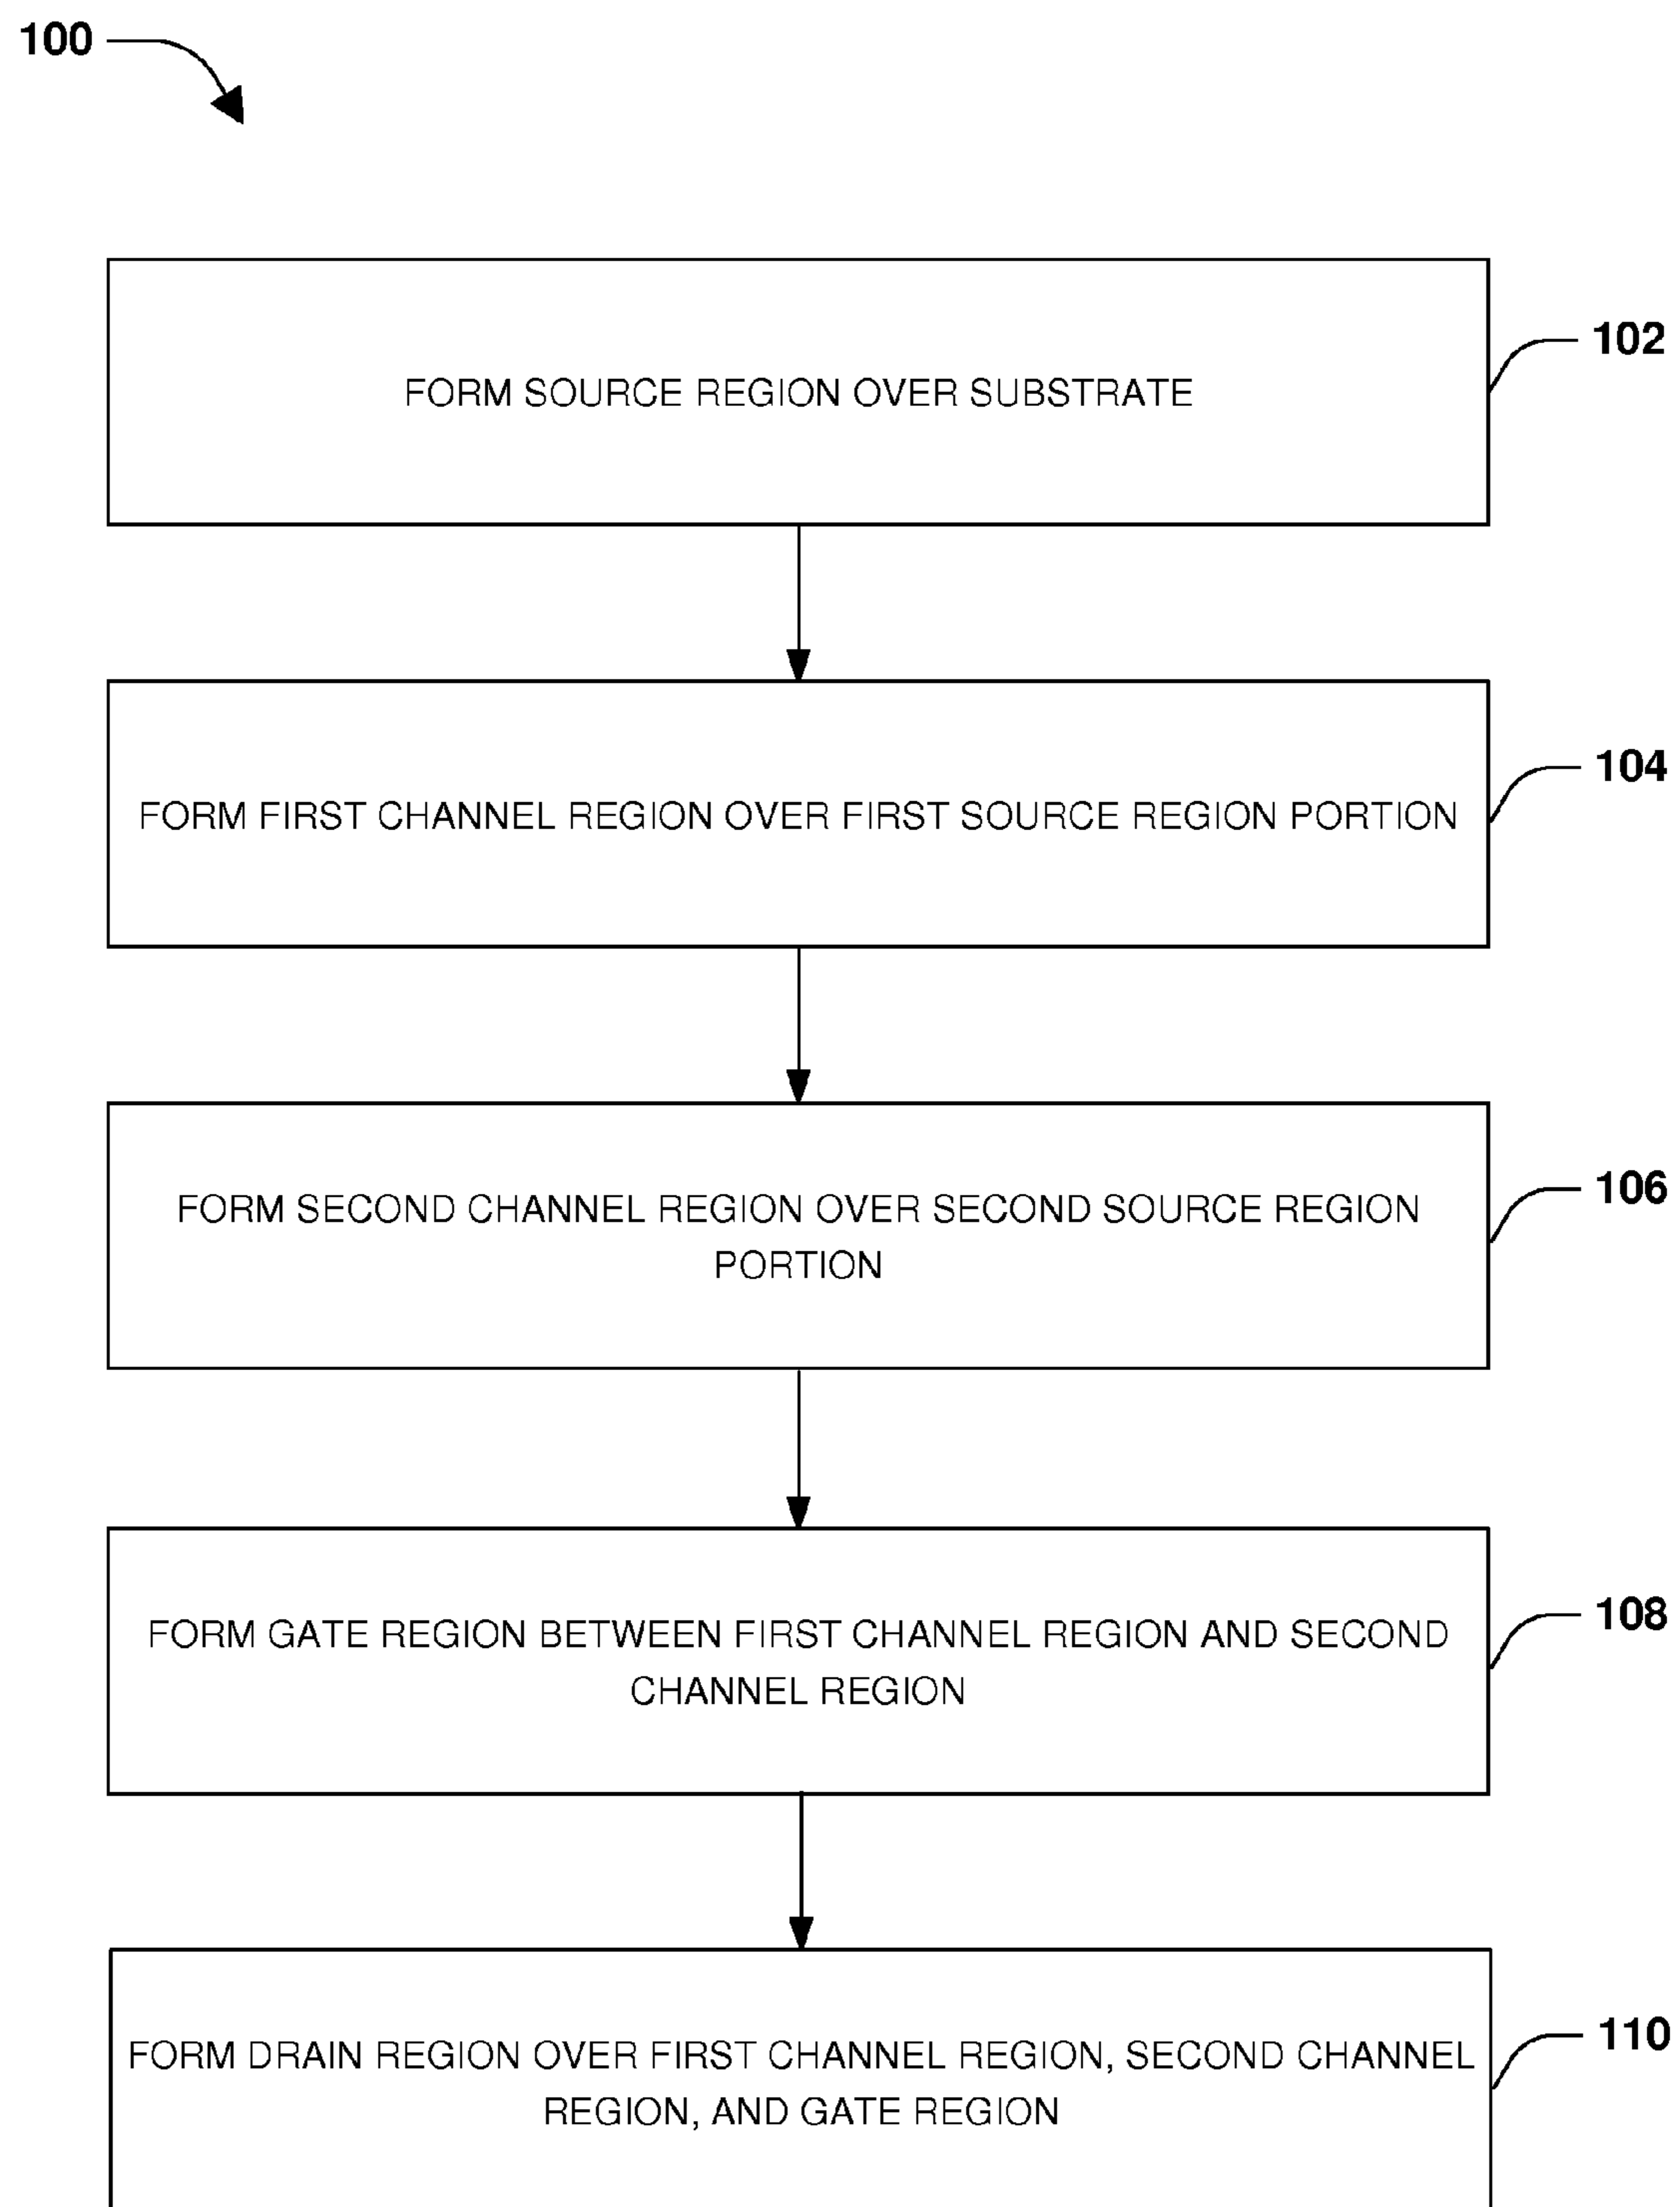 100
FORM SOURCE REGION OVER SUBSTRATE
102
FORM FIRST CHANNEL REGION OVER FIRST SOURCE REGION PORTION
104
FORM SECOND CHANNEL REGION OVER SECOND SOURCE REGION
PORTION
106
FORM GATE REGION BETWEEN FIRST CHANNEL REGION AND SECOND
CHANNEL REGION
108
FORM DRAIN REGION OVER FIRST CHANNEL REGION, SECOND CHANNEL
REGION, AND GATE REGION
110